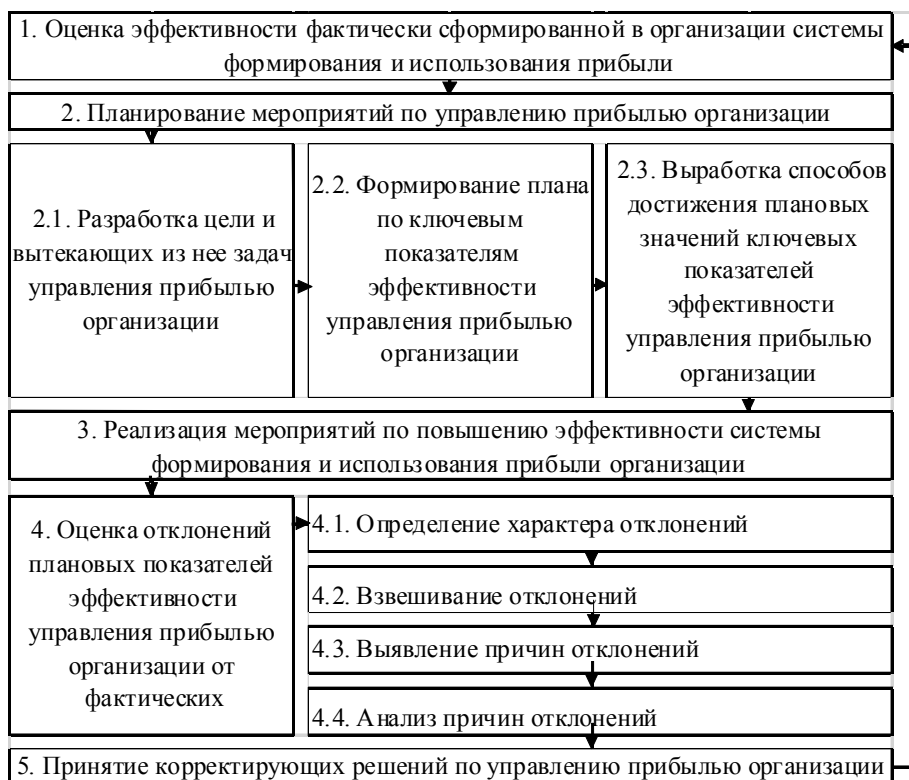 1. Оценка эффективности фактически сформированной в организации системы
формирования и использования прибыли
2. Планирование мероприятий по управлению прибылью организации
2.1. Разработка цели и
вытекающих из нее задач
управления прибылью
организации
2.2. Формирование плана
по ключевым
показателям
эффективности
управления прибылью
организации
2.3. Выработка способов
достижения плановых
значений ключевых
показателей
эффективности
управления прибылью
организации
3. Реализация мероприятий по повышению эффективности системы
формирования и использования прибыли организации
4. Оценка отклонений
плановых показателей
эффективности
управления прибылью
организации от
фактических
4.1. Определение характера отклонений
4.2. Взвешивание отклонений
4.3. Выявление причин отклонений
4.4. Анализ причин отклонений
5. Принятие корректирующих решений по управлению прибылью организации